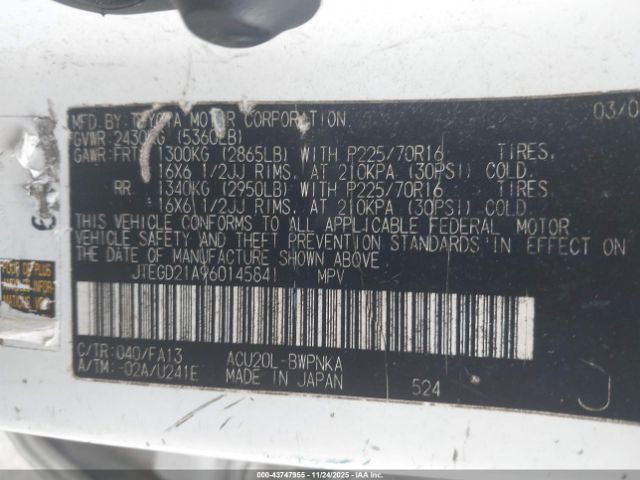 MFD. BY: TOYOTA MOTOR CORPORATION 03/0
GVWR: 2430KG (5360LB)
GAWR: FRT 1300KG (2865LB) WITH P225/70R16 TIRES.
16X6 1/2JJ RIMS. AT 210KPA (30PSI) COLD.
RR 1340KG (2950LB) WITH P225/70R16 TIRES.
16X6 1/2JJ RIMS. AT 210KPA (30PSI) COLD.
THIS VEHICLE CONFORMS TO ALL APPLICABLE FEDERAL MOTOR
VEHICLE SAFETY AND THEFT PREVENTION STANDARDS IN EFFECT ON
THE DATE OF MANUFACTURE SHOWN ABOVE
JTEGD21A960145841 MPV
C/TR: 040/FA13 ACU20L-BWPNKA
A/TM: -02A/U241E MADE IN JAPAN 524 J
000-43747955 - 11/24/2025 - IAAI.COM